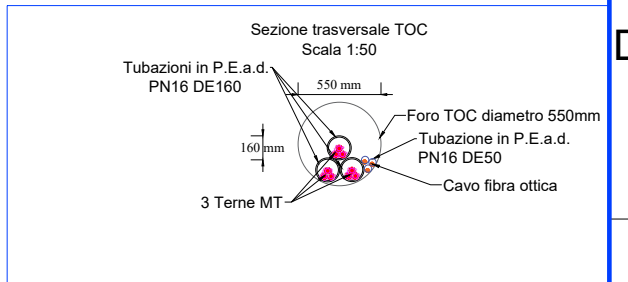 Sezione trasversale TOC
Scala 1:50
Tubazioni in P.E.a.d.
PN16 DE160
550 mm
Foro TOC diametro 550mm
Tubazione in P.E.a.d.
PN16 DE50
160 mm
Cavo fibra ottica
3 Terne MT